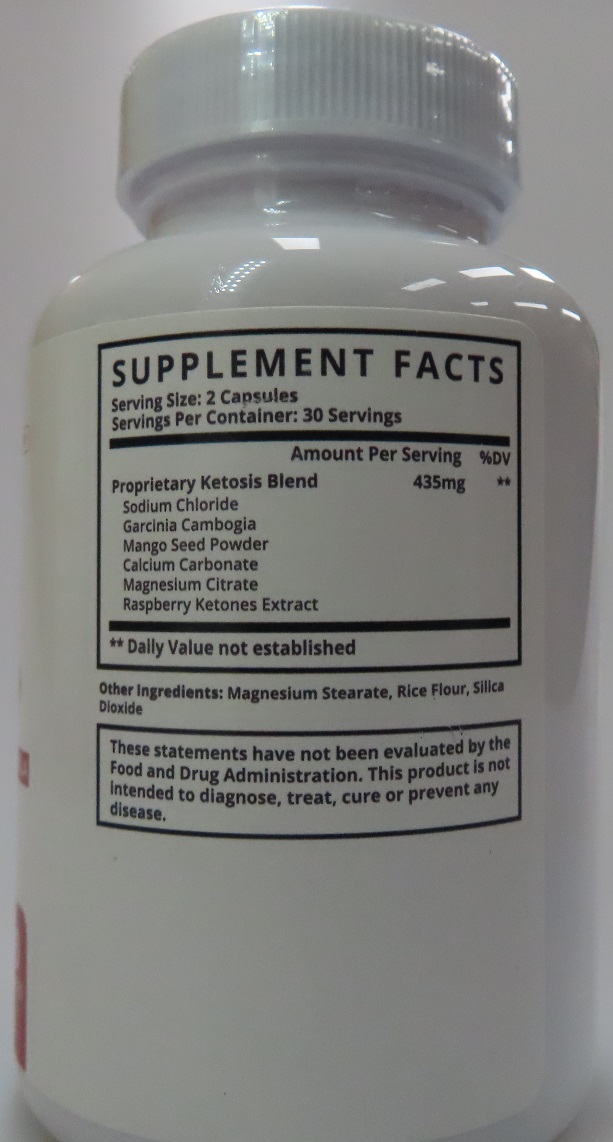 SUPPLEMENT FACTS
Serving Size: 2 Capsules
Servings Per Container: 30 Servings
Amount Per Serving %DV
Proprietary Ketosis Blend 435mg **
Sodium Chloride
Garcinia Cambogia
Mango Seed Powder
Calcium Carbonate
Magnesium Citrate
Raspberry Ketones Extract
** Daily Value not established
Other Ingredients: Magnesium Stearate, Rice Flour, Silica
Dioxide
These statements have not been evaluated by the
Food and Drug Administration. This product is not
intended to diagnose, treat, cure or prevent any
disease.